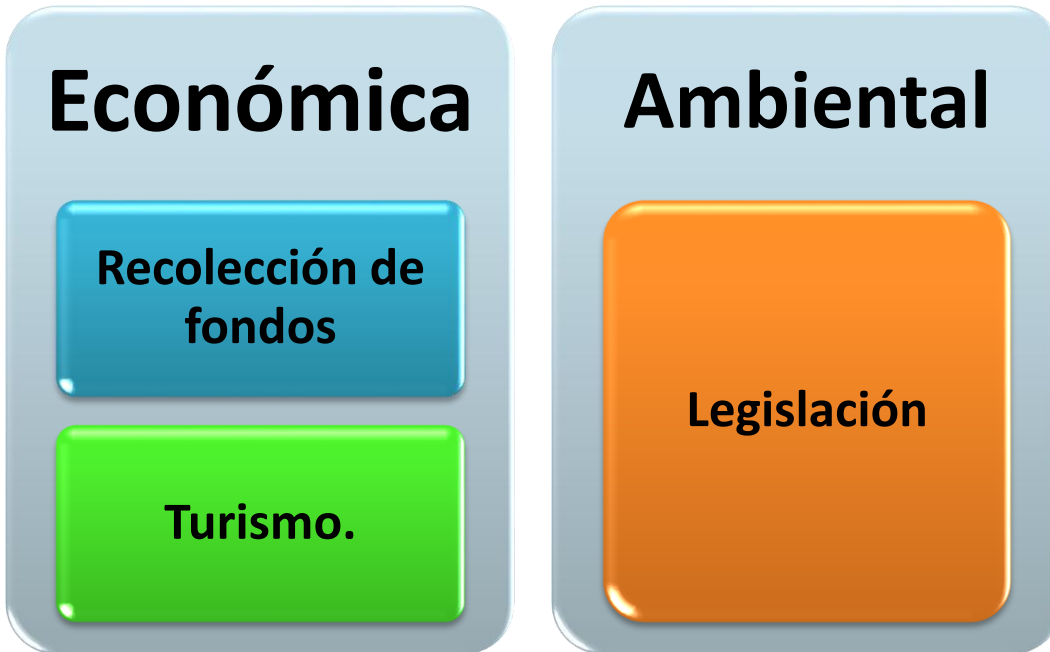 Económica
Recolección de
fondos
Turismo.
Ambiental
Legislación